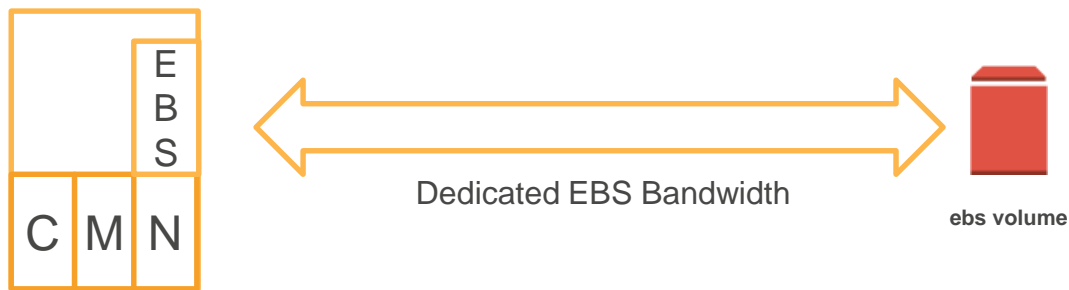 E
B
S
C M N
Dedicated EBS Bandwidth
ebs volume